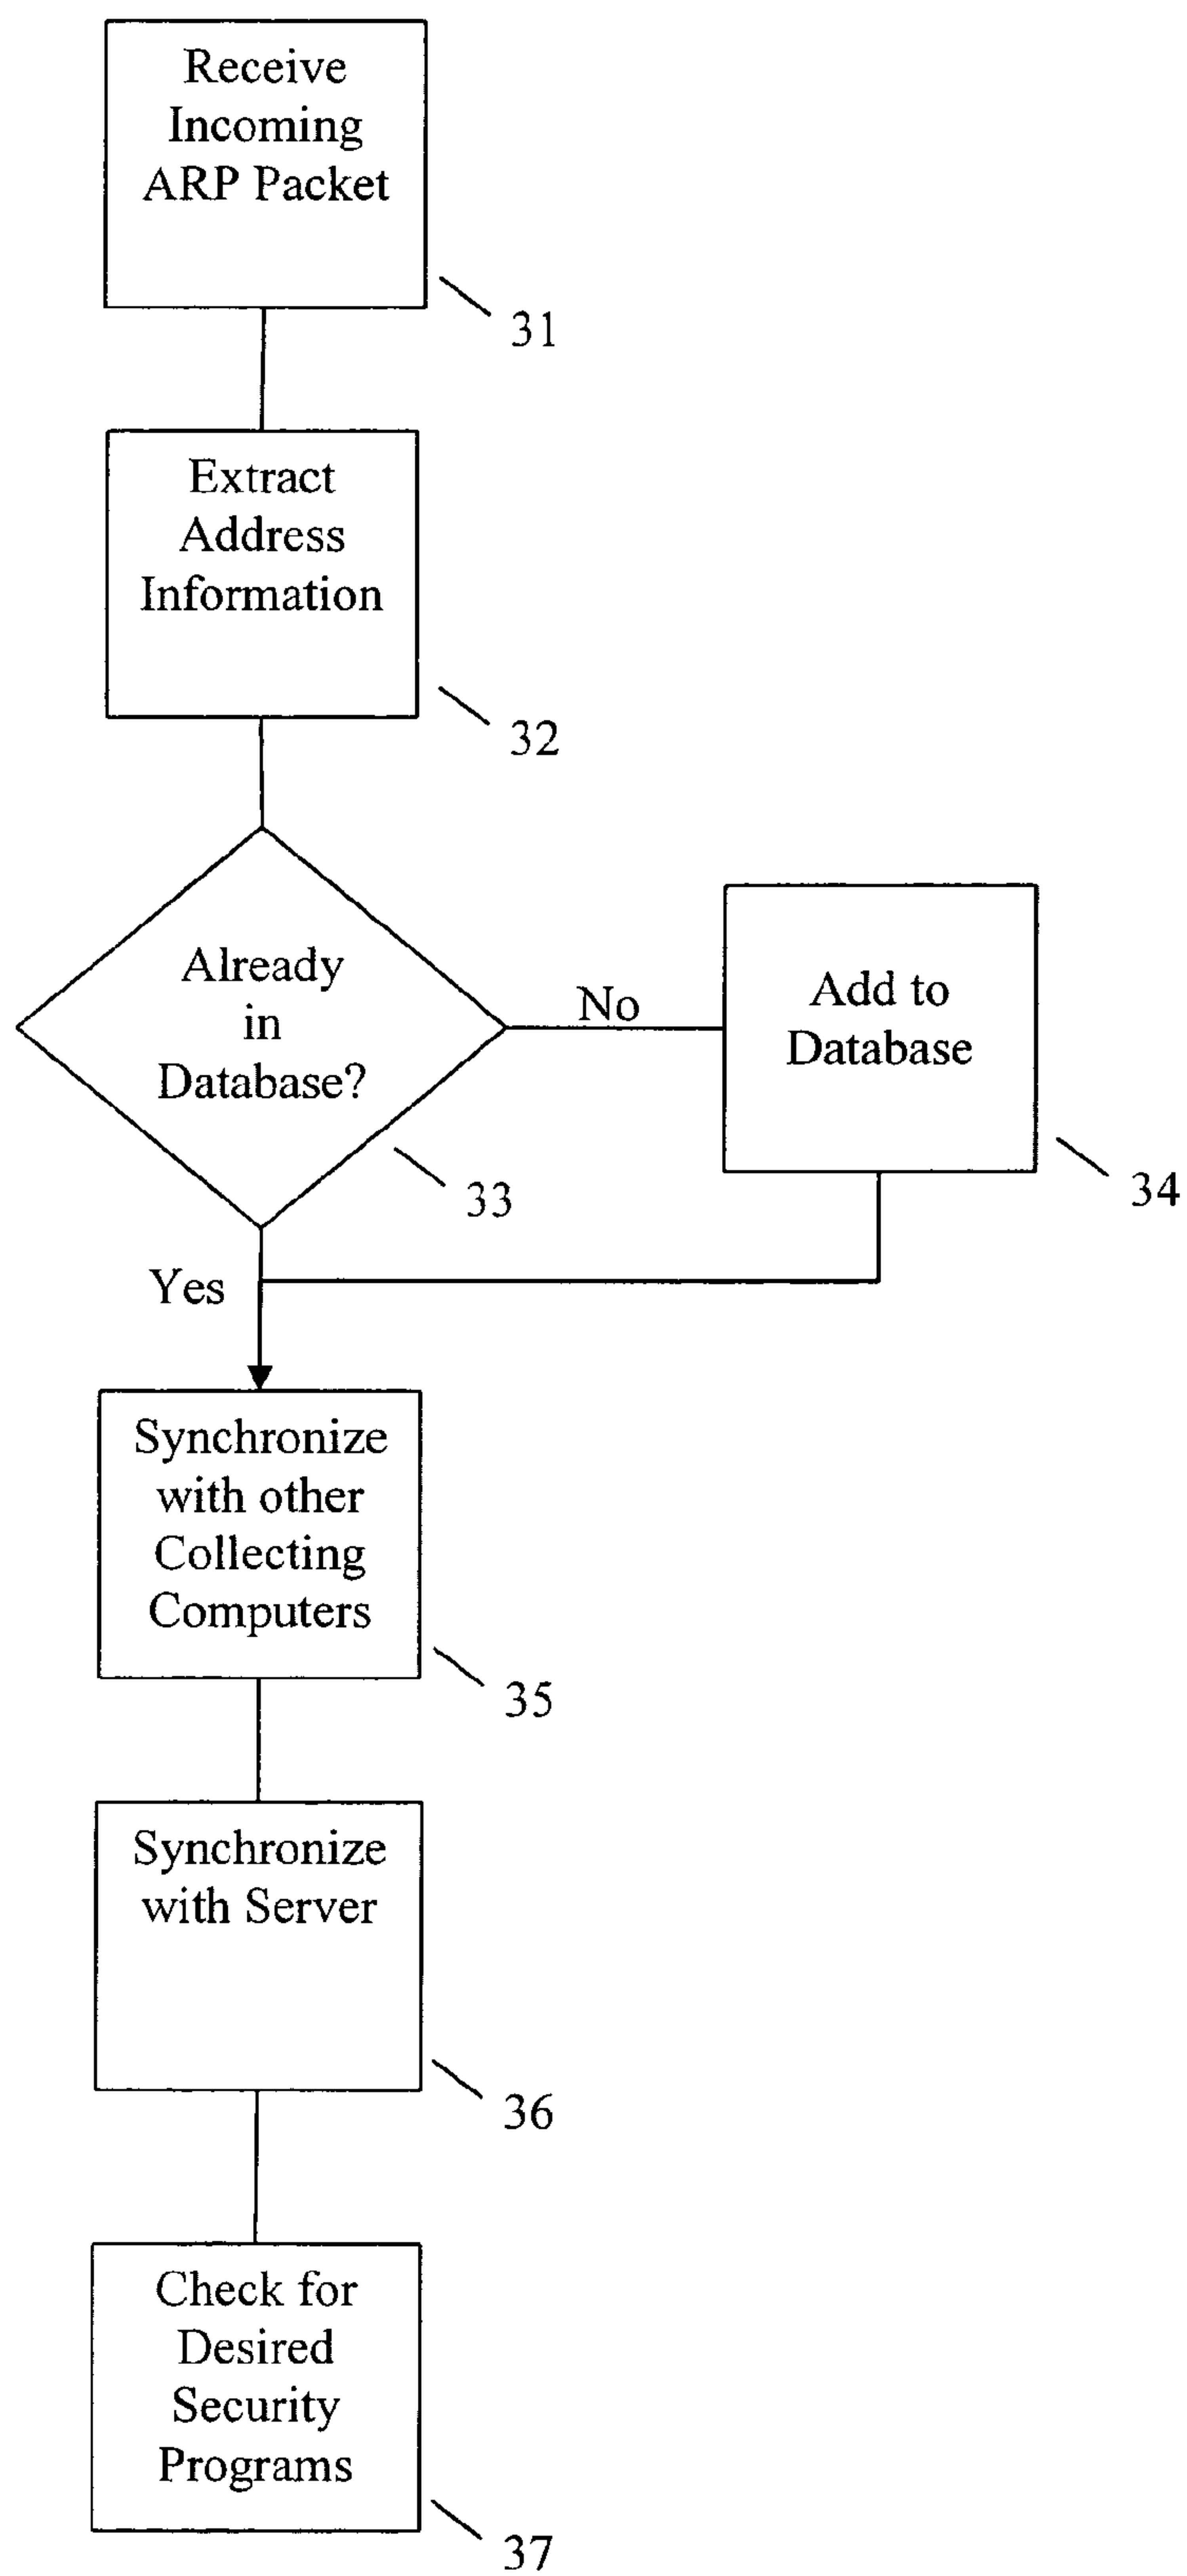 Receive
Incoming
ARP Packet
31
Extract
Address
Information
32
Already
in
Database?
33
No
Add to
Database
34
Yes
Synchronize
with other
Collecting
Computers
35
Synchronize
with Server
36
Check for
Desired
Security
Programs
37